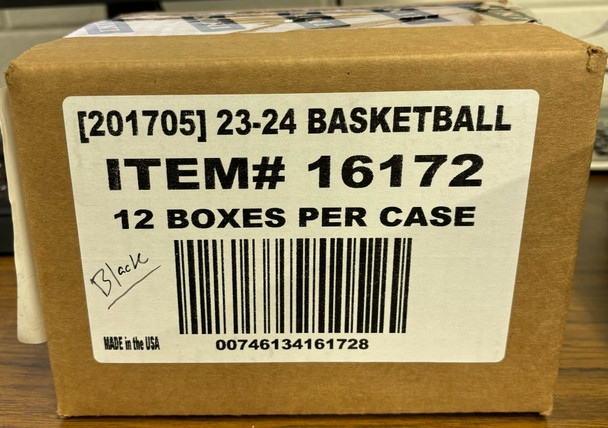 [201705] 23-24 BASKETBALL
ITEM# 16172
12 BOXES PER CASE
Black
MADE in the USA
00746134161728